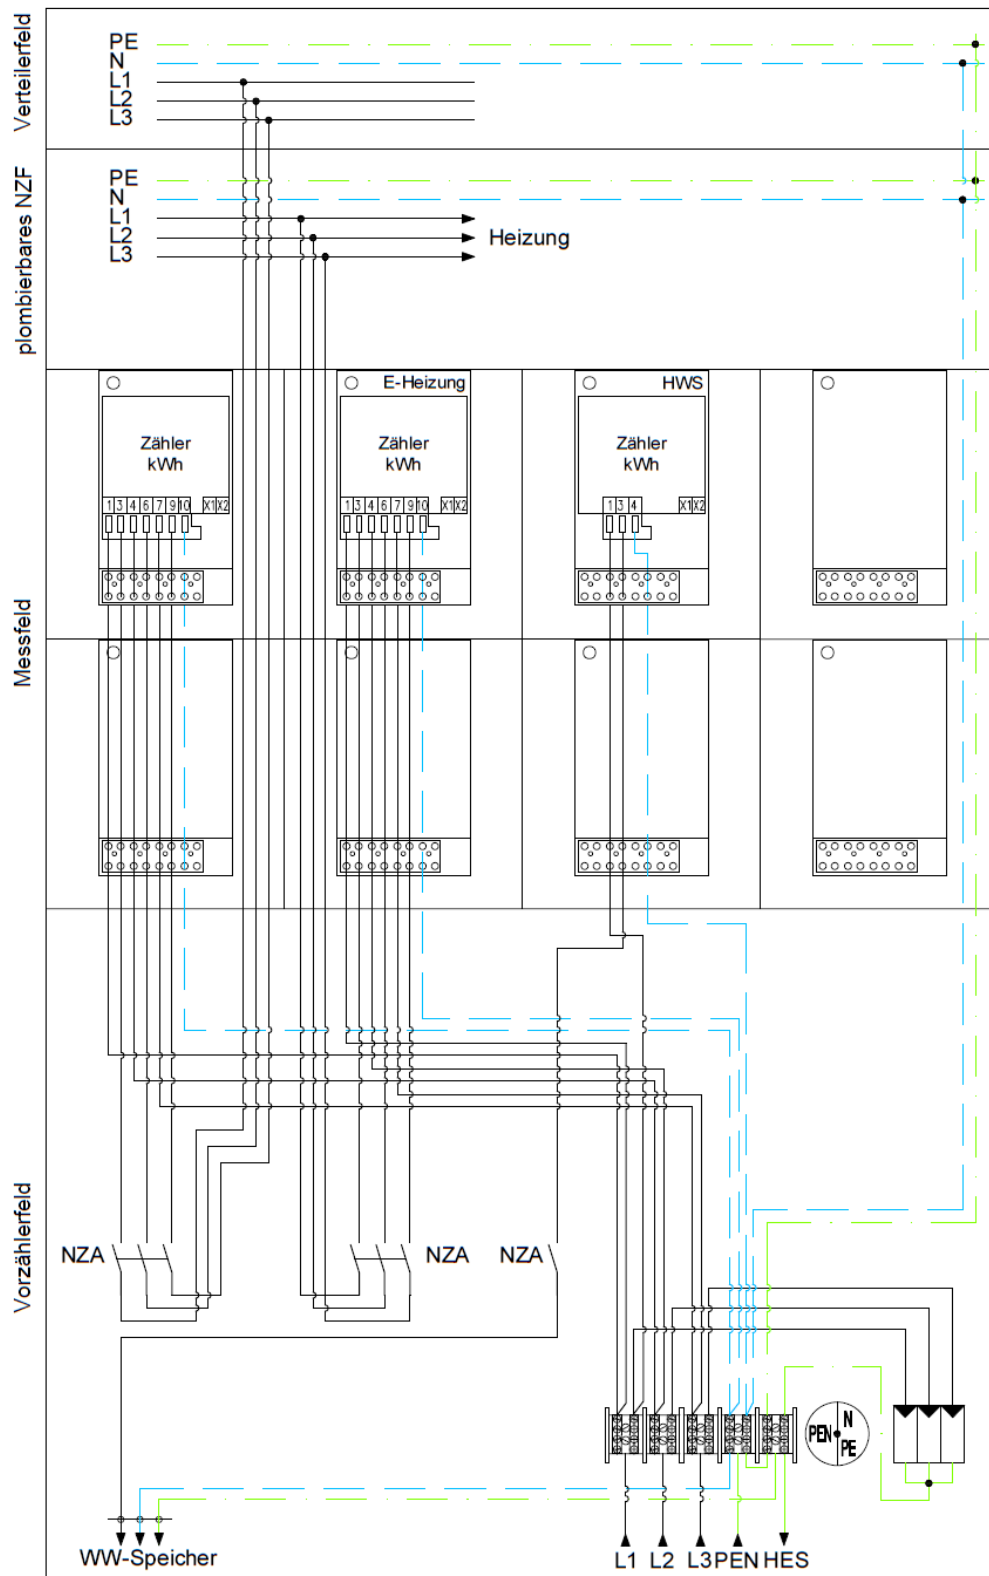 Verteilerfeld
PE
N
L1
L2
L3
plombierbares NZF
PE
N
L1
L2
L3
Heizung
Messfeld
Zähler
kWh
1 3 4 6 7 9 10 X1 X2
E-Heizung
Zähler
kWh
1 3 4 6 7 9 10 X1 X2
HWS
Zähler
kWh
1 3 4 X1 X2
Vorzählerfeld
NZA
NZA
NZA
PEN
N
PE
WW-Speicher
L1 L2 L3 PEN HES